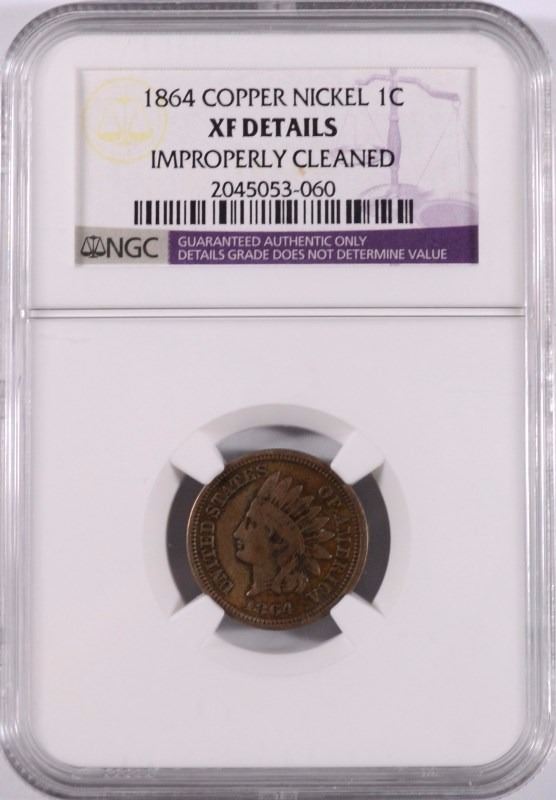 1864 COPPER NICKEL 1C
XF DETAILS
IMPROPERLY CLEANED
2045053-060
NGC
GUARANTEED AUTHENTIC ONLY
DETAILS GRADE DOES NOT DETERMINE VALUE
UNITED STATES OF AMERICA
1864